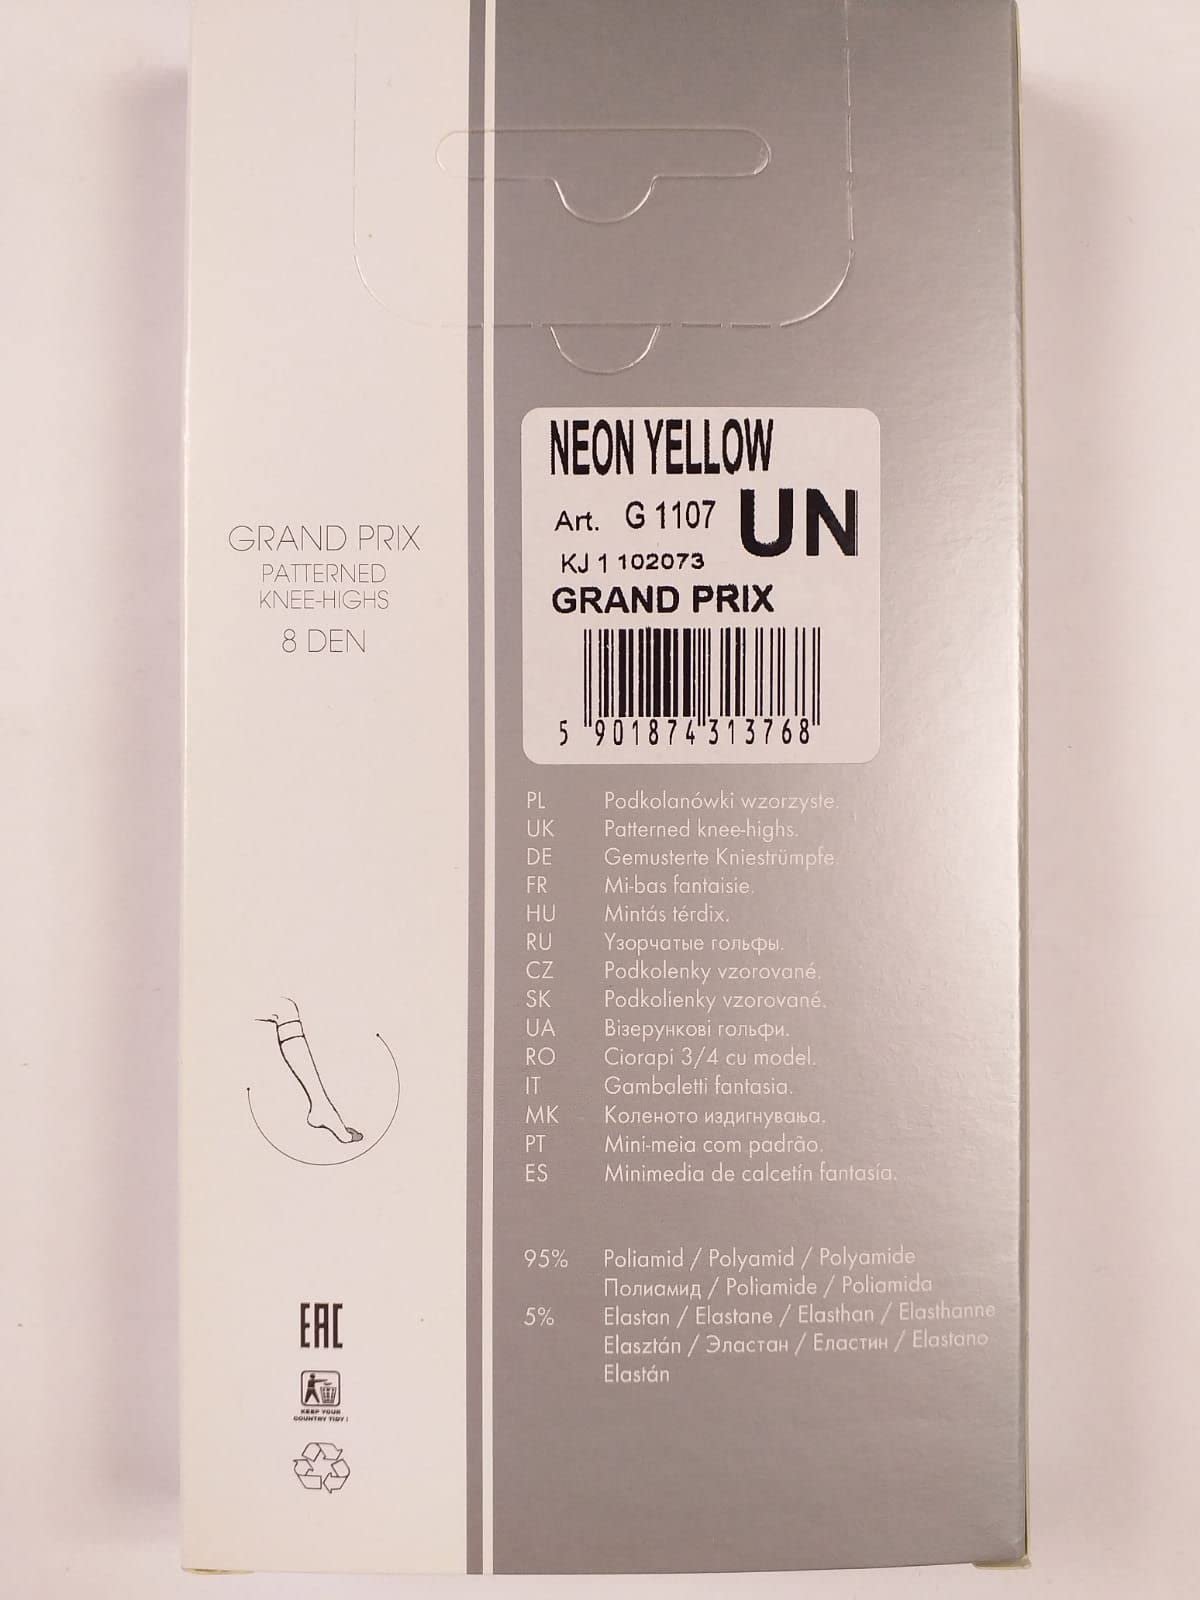 NEON YELLOW
Art. G 1107 UN
KJ 1 102073
GRAND PRIX
5 901874 313768
GRAND PRIX
PATTERNED
KNEE-HIGHS
8 DEN
PL Podkolanówki wzorzyste.
UK Patterned knee-highs.
DE Gemusterte Kniestrümpfe.
FR Mi-bas fantaisie.
HU Mintás térdix.
RU Узорчатые гольфы.
CZ Podkolenky vzorované.
SK Podkolienky vzorované.
UA Візерункові гольфи.
RO Ciorapi 3/4 cu model.
IT Gambaletti fantasia.
MK Коленото издигнувања.
PT Mini-meia com padrão.
ES Minimedia de calcetín fantasía.
95% Poliamid / Polyamid / Polyamide
Полиамид / Poliamide / Poliamida
5% Elastan / Elastane / Elasthan / Elasthanne
Elasztán / Эластан / Еластин / Elastano
Elastán
EAC
KEEP YOUR
COUNTRY TIDY !